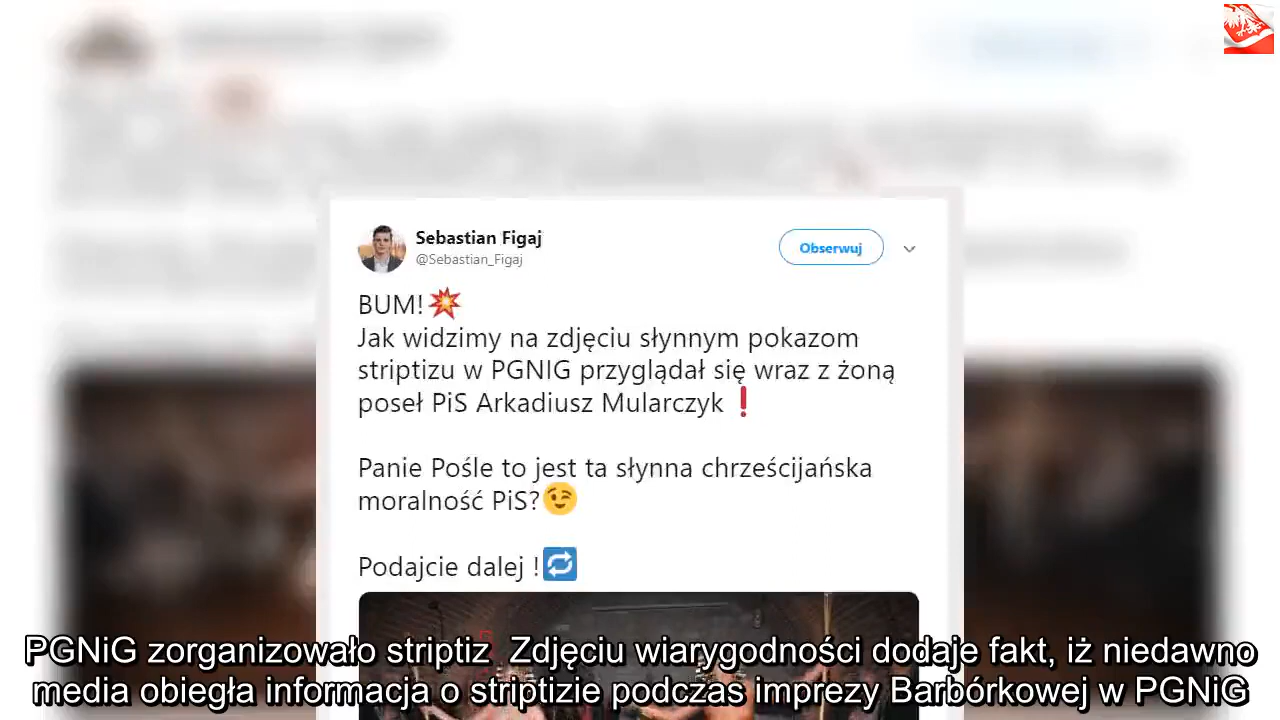 Sebastian Figaj
@Sebastian_Figaj
Obserwuj
BUM!💥
Jak widzimy na zdjęciu słynnym pokazom
striptizu w PGNIG przyglądał się wraz z żoną
poseł PiS Arkadiusz Mularczyk ❗
Panie Pośle to jest ta słynna chrześcijańska
moralność PiS?😉
Podajcie dalej !🔁
PGNiG zorganizowało striptiz  Zdjęciu wiarygodności dodaje fakt, iż niedawno
media obiegła informacja o striptizie podczas imprezy Barbórkowej w PGNiG